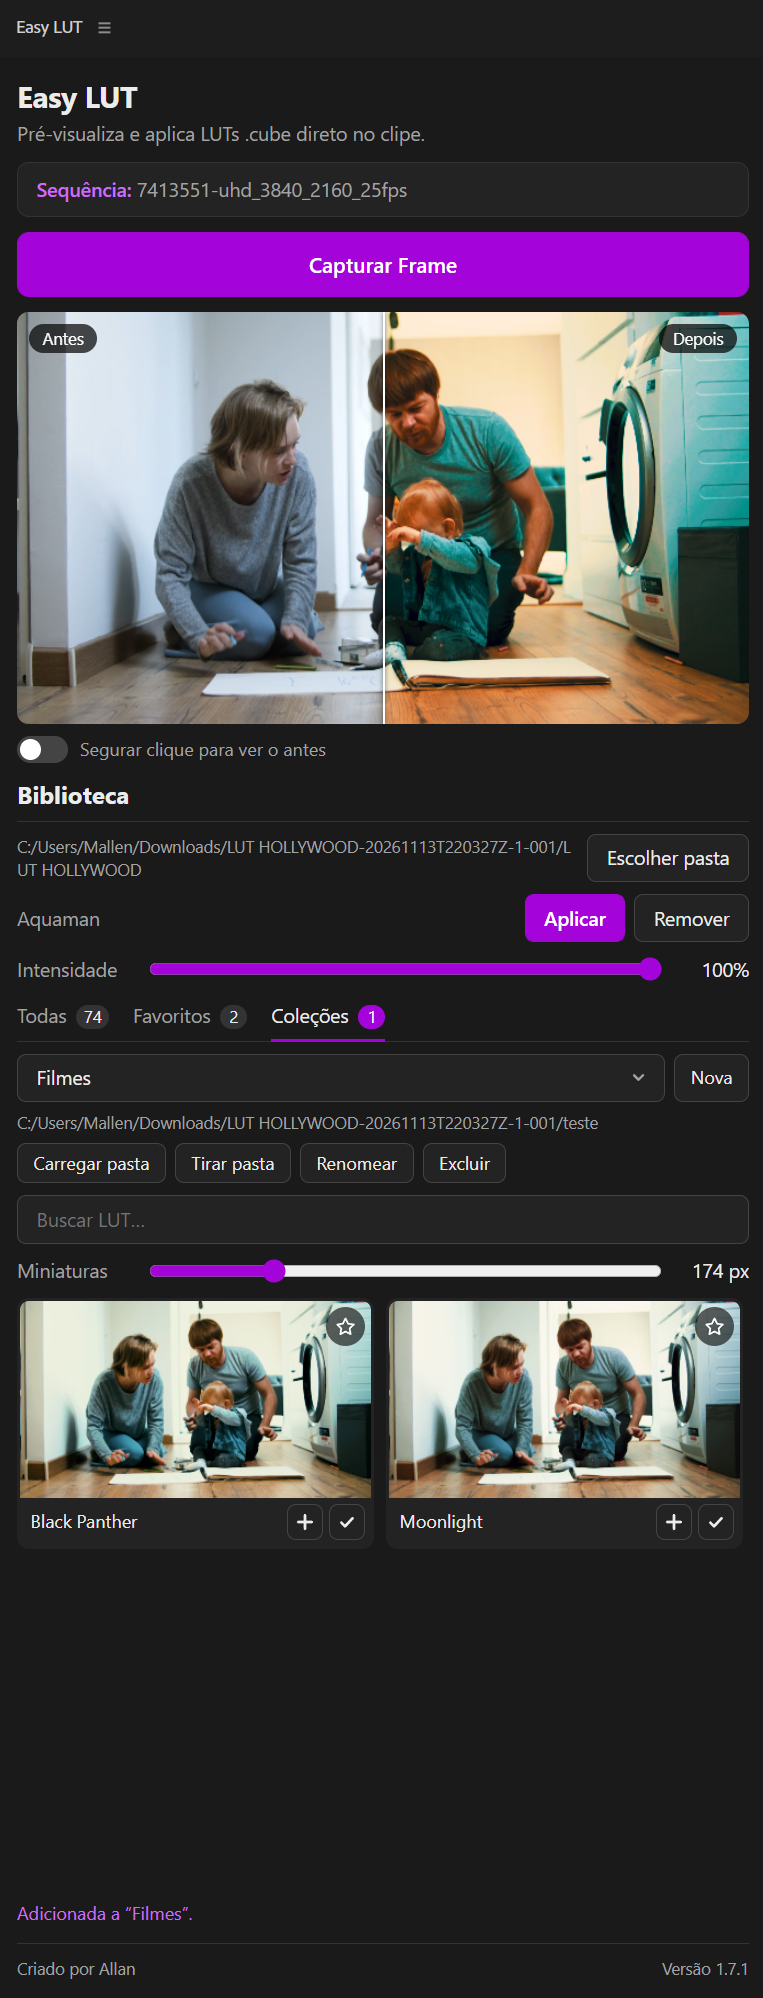 Easy LUT
Easy LUT
Pré-visualiza e aplica LUTs .cube direto no clipe.
Sequência: 7413551-uhd_3840_2160_25fps
Capturar Frame
Antes
Depois
Segurar clique para ver o antes
Biblioteca
C:/Users/Mallen/Downloads/LUT HOLLYWOOD-20261113T220327Z-1-001/L
UT HOLLYWOOD
Escolher pasta
Aquaman
Aplicar
Remover
Intensidade
100%
Todas 74
Favoritos 2
Coleções 1
Filmes
Nova
C:/Users/Mallen/Downloads/LUT HOLLYWOOD-20261113T220327Z-1-001/teste
Carregar pasta
Tirar pasta
Renomear
Excluir
Buscar LUT...
Miniaturas
174 px
Black Panther
Moonlight
Adicionada a “Filmes”.
Criado por Allan
Versão 1.7.1